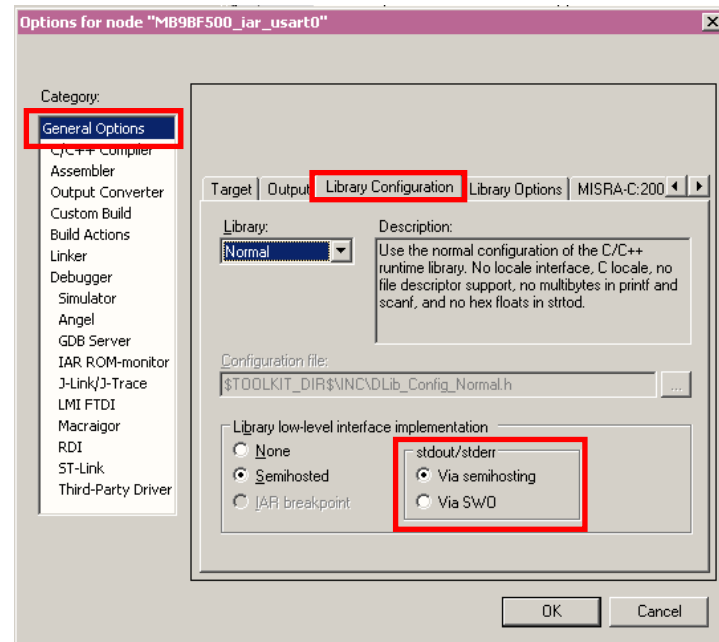 Options for node "MB9BF500_iar_usart0"
Category:
General Options
C/C++ Compiler
Assembler
Output Converter
Custom Build
Build Actions
Linker
Debugger
Simulator
Angel
GDB Server
IAR ROM-monitor
J-Link/J-Trace
LMI FTDI
Macraigor
RDI
ST-Link
Third-Party Driver
Target Output Library Configuration Library Options MISRA-C:200
Library:
Normal
Description:
Use the normal configuration of the C/C++
runtime library. No locale interface, C locale, no
file descriptor support, no multibytes in printf and
scanf, and no hex floats in strtod.
Configuration file:
$TOOLKIT_DIR$\INC\DLib_Config_Normal.h
...
Library low-level interface implementation
None
Semihosted
IAR breakpoint
stdout/stderr
Via semihosting
Via SWO
OK
Cancel